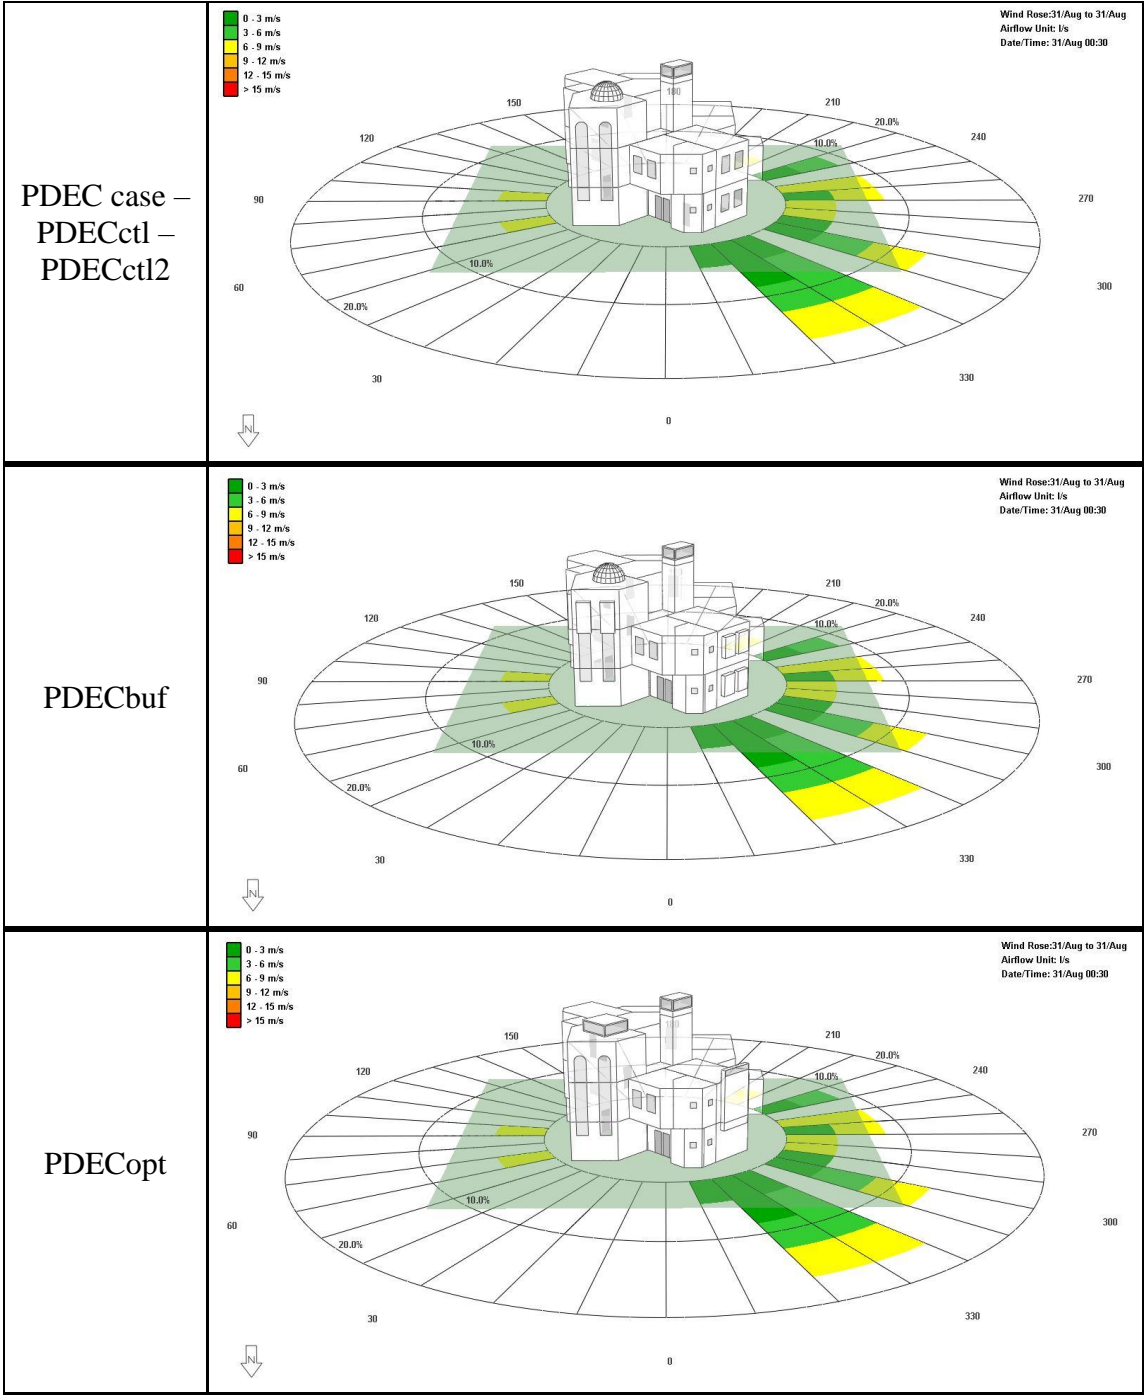 PDEC case –
PDECctl –
PDECctl2
0 - 3 m/s
3 - 6 m/s
6 - 9 m/s
9 - 12 m/s
12 - 15 m/s
> 15 m/s
Wind Rose:31/Aug to 31/Aug
Airflow Unit: l/s
Date/Time: 31/Aug 00:30
150
180
210
20.0%
120
10.0%
240
90
270
10.0%
60
300
20.0%
30
330
0
N
PDECbuf
0 - 3 m/s
3 - 6 m/s
6 - 9 m/s
9 - 12 m/s
12 - 15 m/s
> 15 m/s
Wind Rose:31/Aug to 31/Aug
Airflow Unit: l/s
Date/Time: 31/Aug 00:30
150
210
20.0%
120
10.0%
240
90
270
10.0%
60
300
20.0%
30
330
0
N
PDECopt
0 - 3 m/s
3 - 6 m/s
6 - 9 m/s
9 - 12 m/s
12 - 15 m/s
> 15 m/s
Wind Rose:31/Aug to 31/Aug
Airflow Unit: l/s
Date/Time: 31/Aug 00:30
150
180
210
20.0%
120
10.0%
240
90
270
10.0%
60
300
20.0%
30
330
0
N